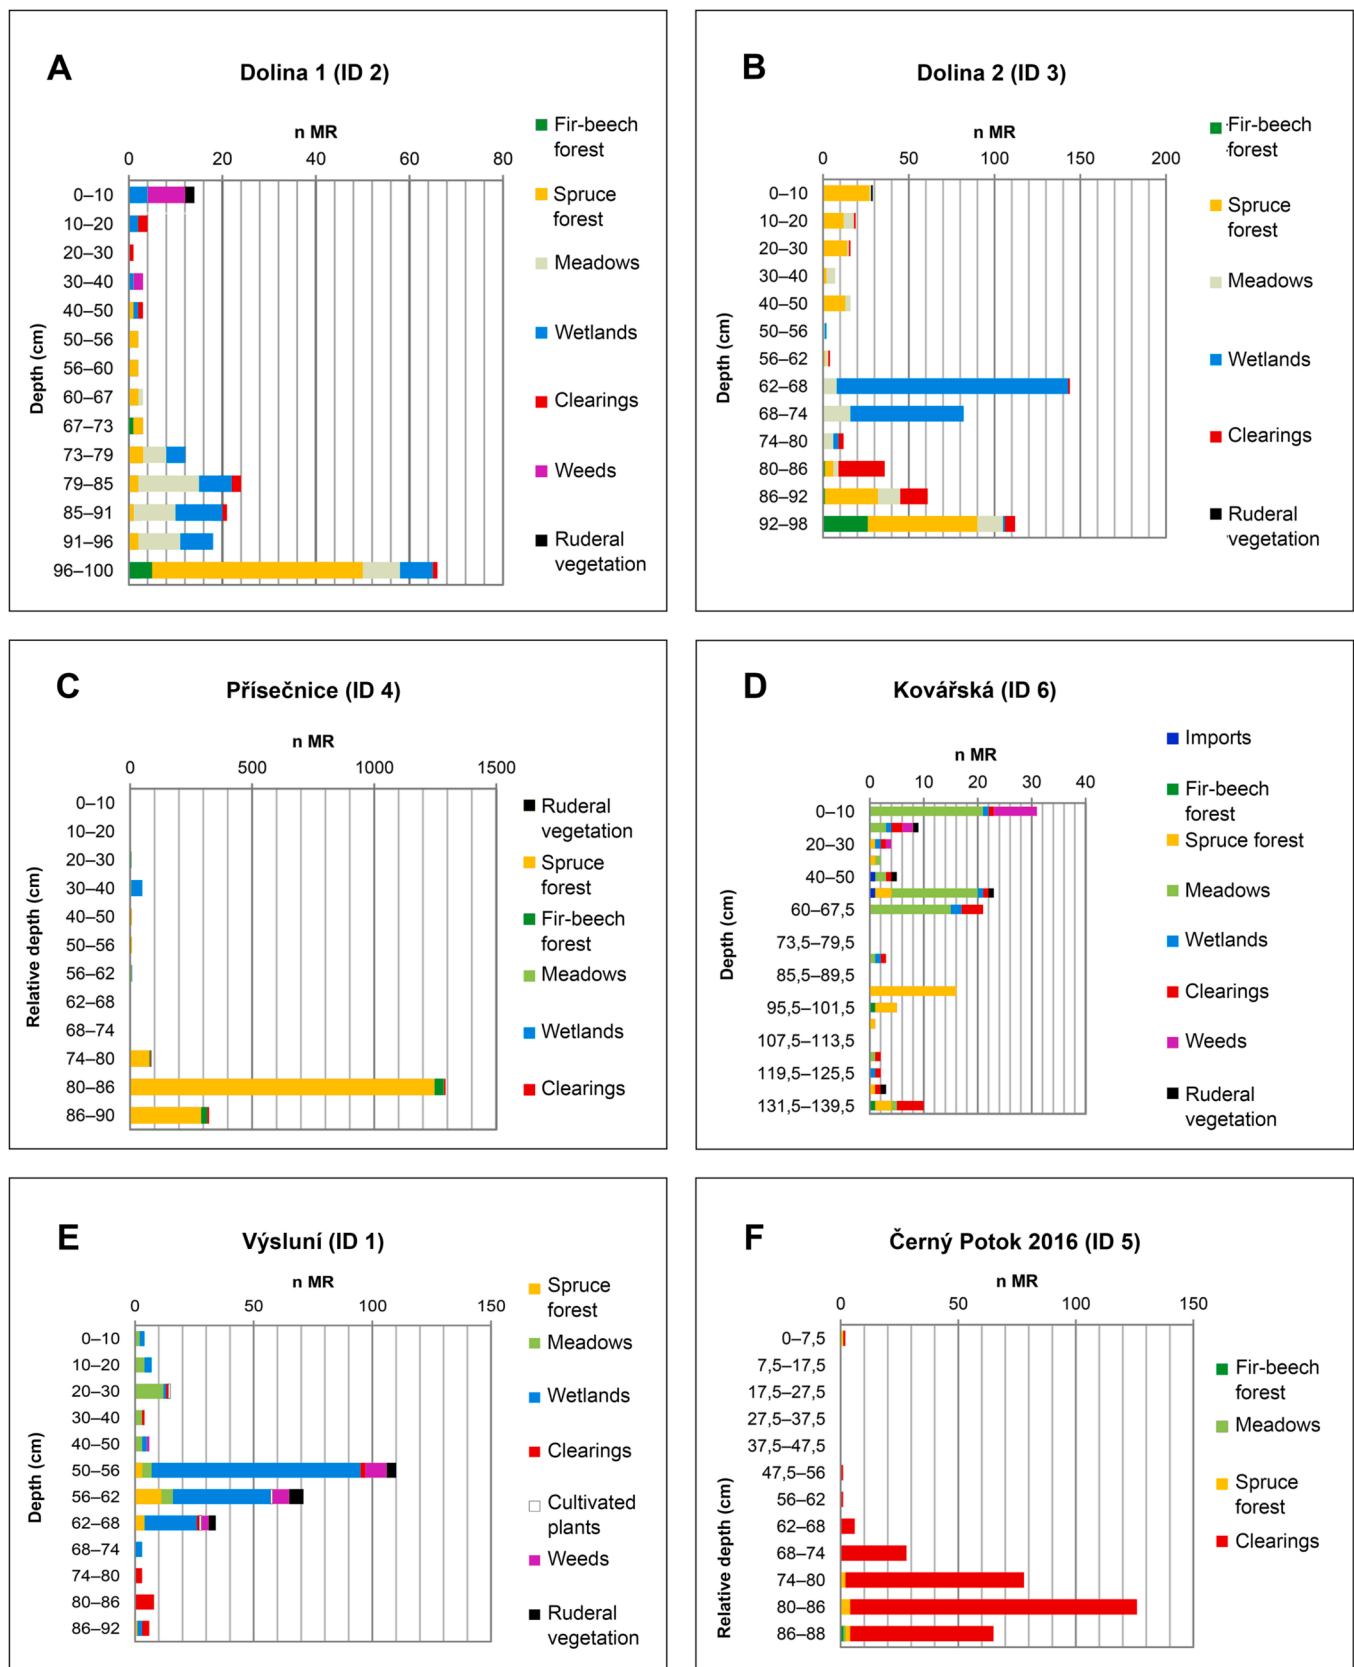 A
Dolina 1 (ID 2)
n MR
0 20 40 60 80
Depth (cm)
0–10
10–20
20–30
30–40
40–50
50–56
56–60
60–67
67–73
73–79
79–85
85–91
91–96
96–100
Fir-beech
forest
Spruce
forest
Meadows
Wetlands
Clearings
Weeds
Ruderal
vegetation
B
Dolina 2 (ID 3)
n MR
0 50 100 150 200
Depth (cm)
0–10
10–20
20–30
30–40
40–50
50–56
56–62
62–68
68–74
74–80
80–86
86–92
92–98
Fir-beech
forest
Spruce
forest
Meadows
Wetlands
Clearings
Ruderal
vegetation
C
Přísečnice (ID 4)
n MR
0 500 1000 1500
Relative depth (cm)
0–10
10–20
20–30
30–40
40–50
50–56
56–62
62–68
68–74
74–80
80–86
86–90
Ruderal
vegetation
Spruce
forest
Fir-beech
forest
Meadows
Wetlands
Clearings
D
Kovářská (ID 6)
n MR
0 10 20 30 40
Depth (cm)
0–10
20–30
40–50
60–67,5
73,5–79,5
85,5–89,5
95,5–101,5
107,5–113,5
119,5–125,5
131,5–139,5
Imports
Fir-beech
forest
Spruce forest
Meadows
Wetlands
Clearings
Weeds
Ruderal
vegetation
E
Výsluní (ID 1)
n MR
0 50 100 150
Depth (cm)
0–10
10–20
20–30
30–40
40–50
50–56
56–62
62–68
68–74
74–80
80–86
86–92
Spruce
forest
Meadows
Wetlands
Clearings
Cultivated
plants
Weeds
Ruderal
vegetation
F
Černý Potok 2016 (ID 5)
n MR
0 50 100 150
Relative depth (cm)
0–7,5
7,5–17,5
17,5–27,5
27,5–37,5
37,5–47,5
47,5–56
56–62
62–68
68–74
74–80
80–86
86–88
Fir-beech
forest
Meadows
Spruce
forest
Clearings